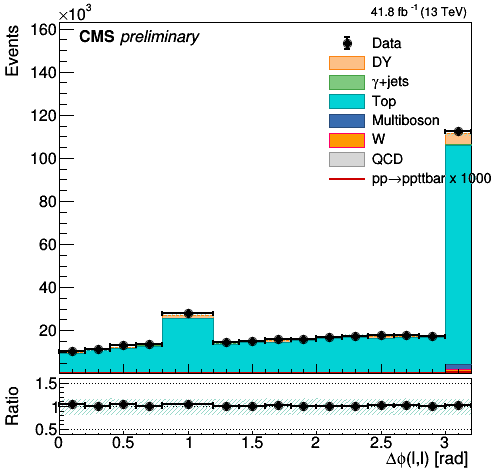 ×10³
41.8 fb⁻¹ (13 TeV)
CMS preliminary
Events
160
140
120
100
80
60
40
20
Data
DY
γ+jets
Top
Multiboson
W
QCD
pp→ppttbar x 1000
Ratio
1.5
1
0.5
0 0.5 1 1.5 2 2.5 3
Δϕ(l,l) [rad]